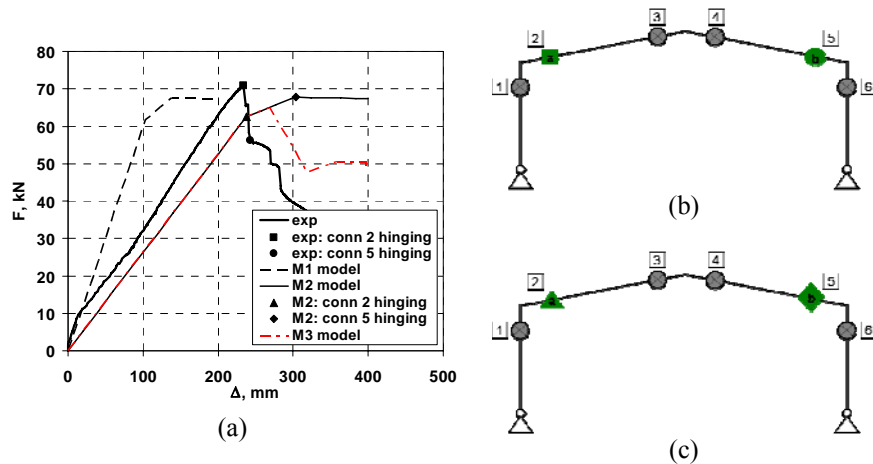 80
70
60
50
40
30
20
10
0
F, kN
0 100 200 300 400 500
Δ, mm
exp
exp: conn 2 hinging
exp: conn 5 hinging
M1 model
M2 model
M2: conn 2 hinging
M2: conn 5 hinging
M3 model
(a)
3 4
2 5
a b
1 6
(b)
3 4
2 5
a b
1 6
(c)